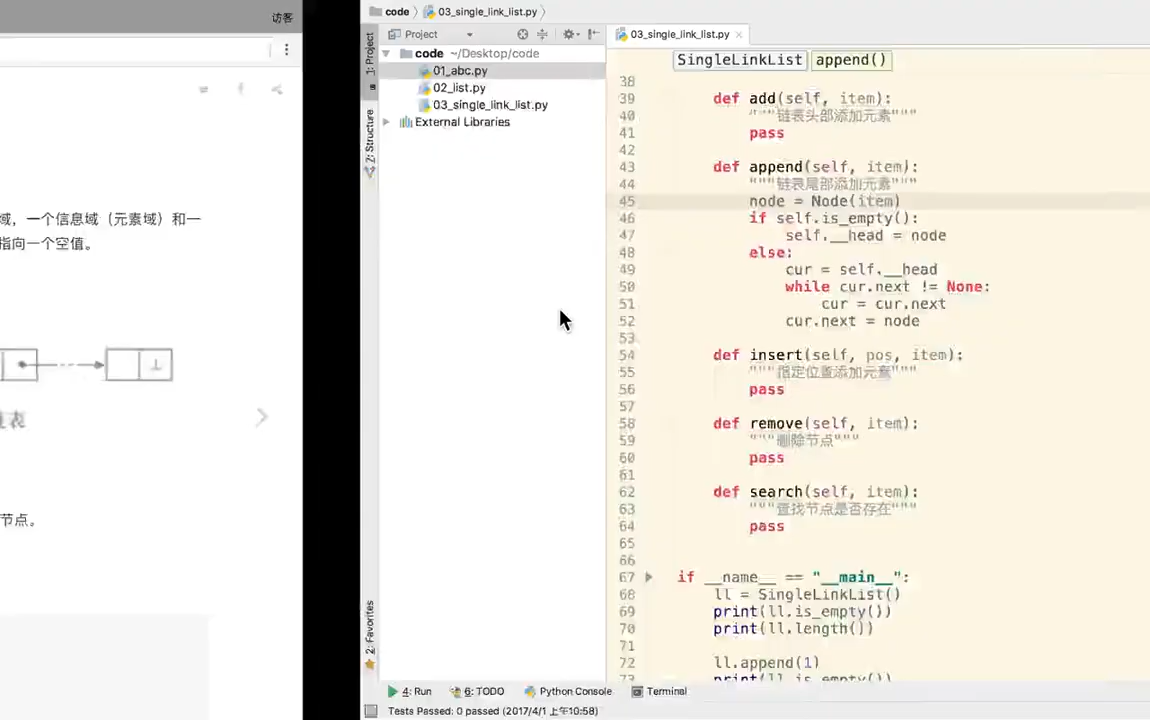 访客
域，一个信息域（元素域）和一
指向一个空值。
节点。
code 03_single_link_list.py
1: Project
2: Structure
2: Favorites
Project
code ~/Desktop/code
01_abc.py
02_list.py
03_single_link_list.py
External Libraries
03_single_link_list.py
SingleLinkList append()
38
39 def add(self, item):
40 """链表头部添加元素"""
41 pass
42
43 def append(self, item):
44 """链表尾部添加元素"""
45 node = Node(item)
46 if self.is_empty():
47 self.__head = node
48 else:
49 cur = self.__head
50 while cur.next != None:
51 cur = cur.next
52 cur.next = node
53
54 def insert(self, pos, item):
55 """指定位置添加元素"""
56 pass
57
58 def remove(self, item):
59 """删除节点"""
60 pass
61
62 def search(self, item):
63 """查找节点是否存在"""
64 pass
65
66
67 if __name__ == "__main__":
68 ll = SingleLinkList()
69 print(ll.is_empty())
70 print(ll.length())
71
72 ll.append(1)
73 print(ll.is_empty())
4: Run 6: TODO Python Console Terminal
Tests Passed: 0 passed (2017/4/1 上午10:58)